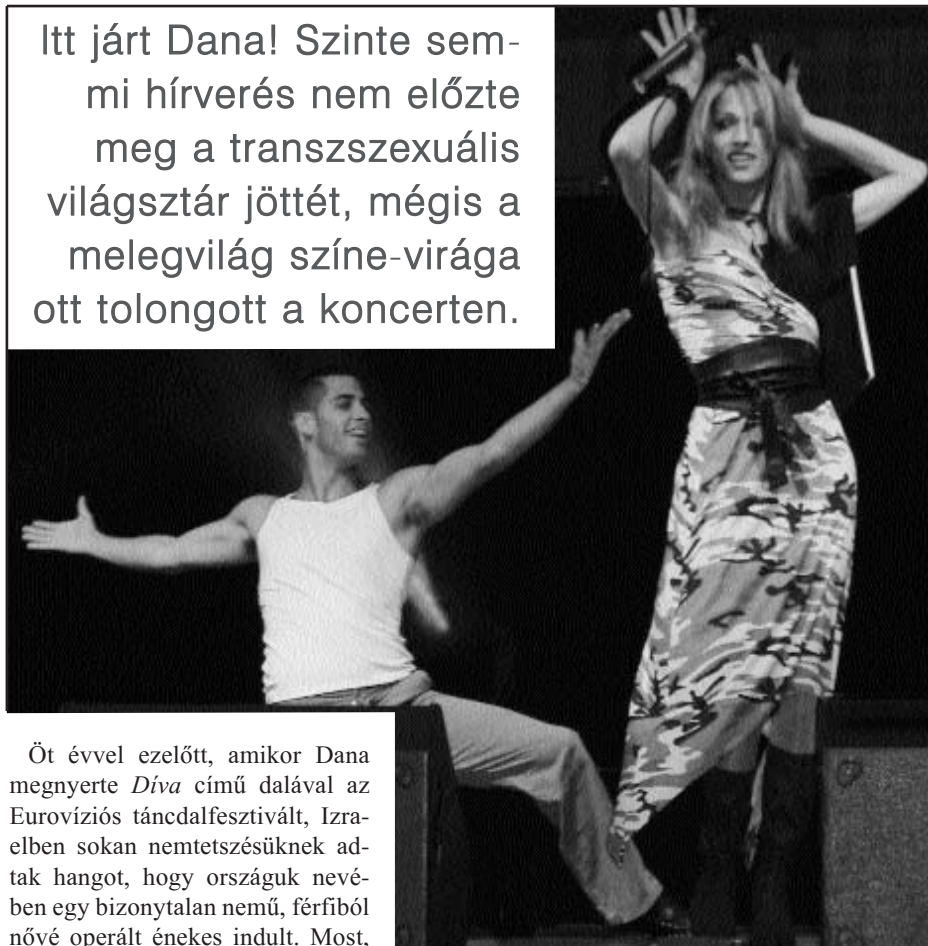 Itt járt Dana! Szinte sem-
mi hírverés nem előzte
meg a transzszexuális
világsztár jöttét, mégis a
melegvilág színe-virága
ott tolongott a koncerten.
Öt évvel ezelőtt, amikor Dana
megnyerte Díva című dalával az
Eurovíziós táncdalfesztivált, Izra-
elben sokan nemtetszésüknek ad-
tak hangot, hogy országuk nevé-
ben egy bizonytalan nemű, férfiból
nővé operált énekes indult. Most,